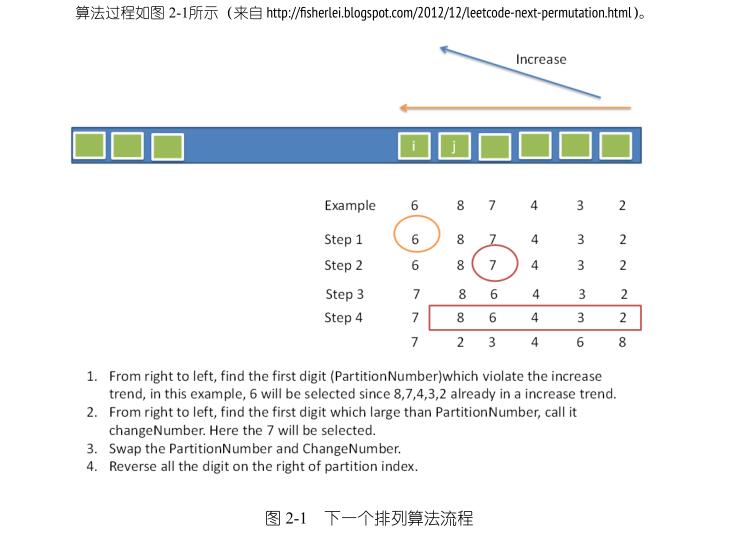 算法过程如图 2-1所示（来自 http://fisherlei.blogspot.com/2012/12/leetcode-next-permutation.html）。
Increase
i j
Example 6 8 7 4 3 2
Step 1 6 8 7 4 3 2
Step 2 6 8 7 4 3 2
Step 3 7 8 6 4 3 2
Step 4 7 8 6 4 3 2
7 2 3 4 6 8
1. From right to left, find the first digit (PartitionNumber)which violate the increase
trend, in this example, 6 will be selected since 8,7,4,3,2 already in a increase trend.
2. From right to left, find the first digit which large than PartitionNumber, call it
changeNumber. Here the 7 will be selected.
3. Swap the PartitionNumber and ChangeNumber.
4. Reverse all the digit on the right of partition index.
图 2-1 下一个排列算法流程